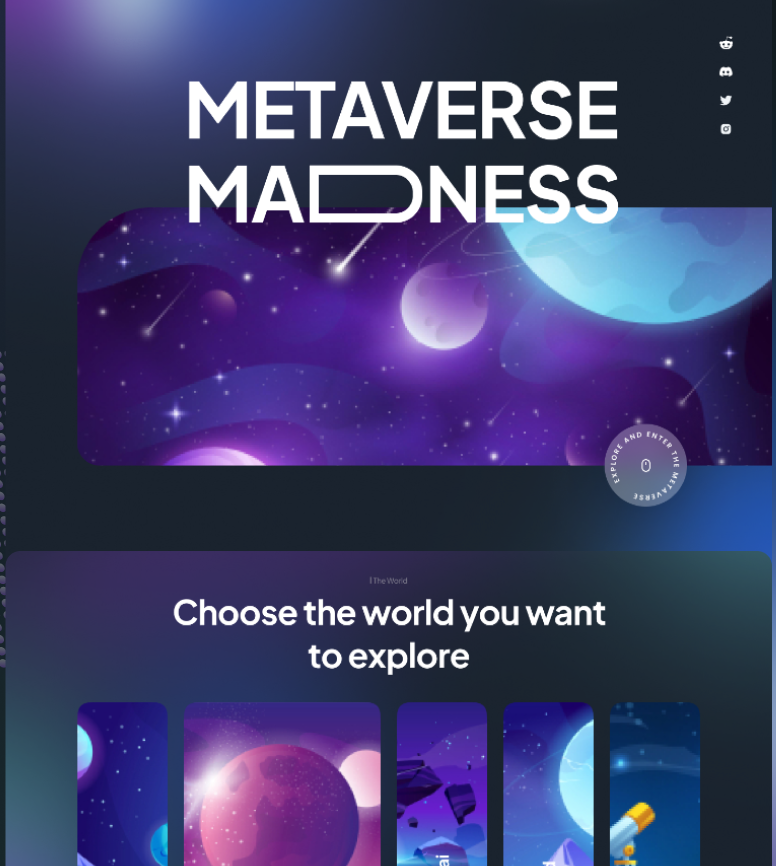 METAVERSE
MADNESS
EXPLORE AND ENTER THE METAVERSE
| The World
Choose the world you want
to explore